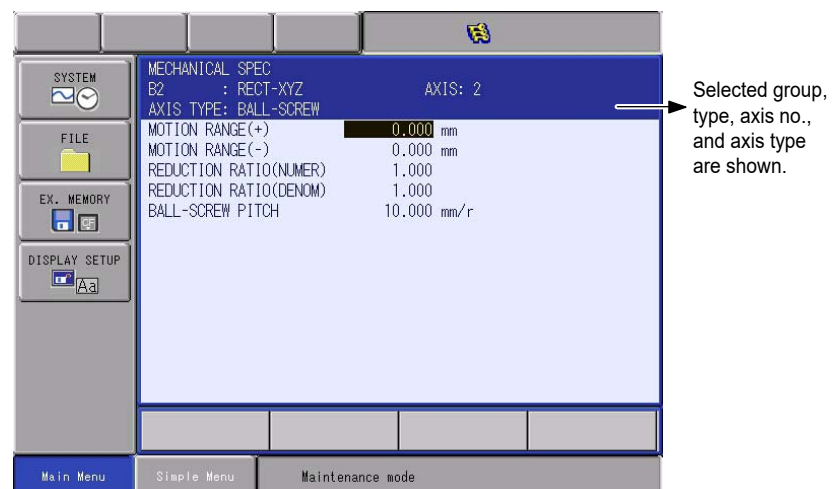 SYSTEM
FILE
EX. MEMORY
CF
DISPLAY SETUP
Aa
MECHANICAL SPEC
B2 : RECT-XYZ AXIS: 2
AXIS TYPE: BALL-SCREW
MOTION RANGE(+) 0.000 mm
MOTION RANGE(-) 0.000 mm
REDUCTION RATIO(NUMER) 1.000
REDUCTION RATIO(DENOM) 1.000
BALL-SCREW PITCH 10.000 mm/r
Selected group,
type, axis no.,
and axis type
are shown.
Main Menu
Simple Menu
Maintenance mode